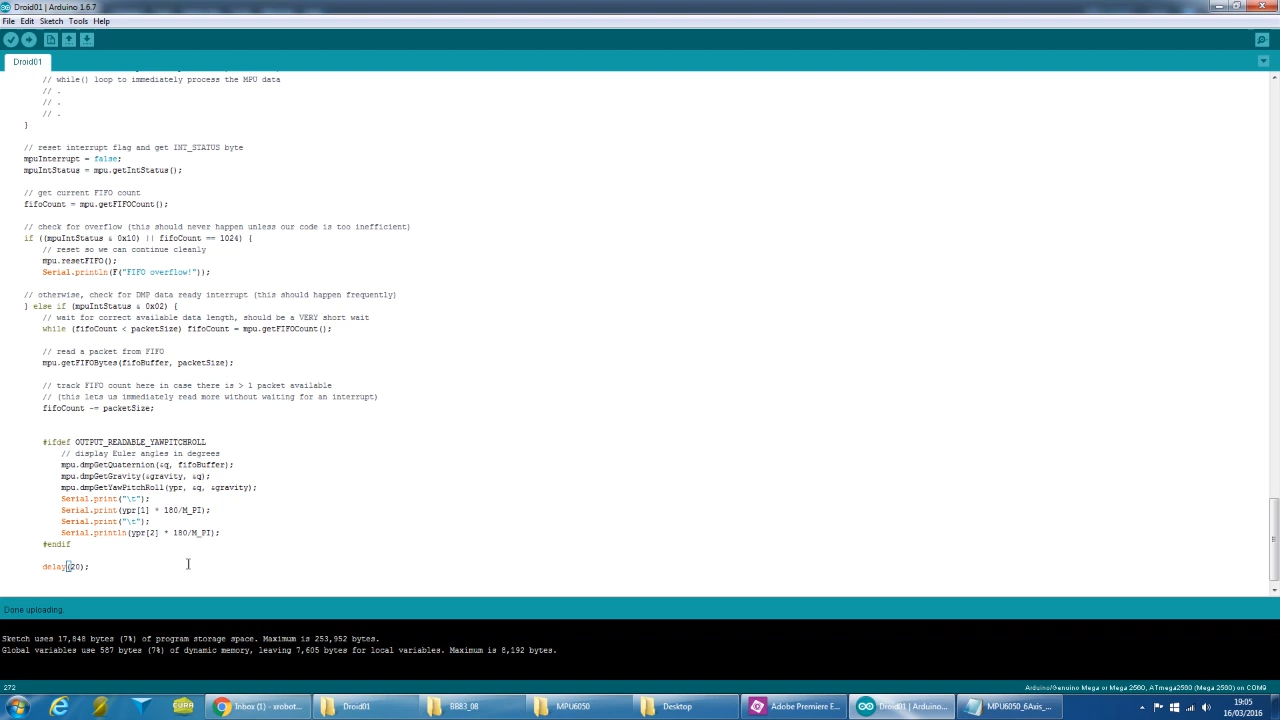 Droid01 | Arduino 1.6.7
File Edit Sketch Tools Help
Droid01
// while() loop to immediately process the MPU data
// .
// .
// .
}
// reset interrupt flag and get INT_STATUS byte
mpuInterrupt = false;
mpuIntStatus = mpu.getIntStatus();
// get current FIFO count
fifoCount = mpu.getFIFOCount();
// check for overflow (this should never happen unless our code is too inefficient)
if ((mpuIntStatus & 0x10) || fifoCount == 1024) {
// reset so we can continue cleanly
mpu.resetFIFO();
Serial.println(F("FIFO overflow!"));
// otherwise, check for DMP data ready interrupt (this should happen frequently)
} else if (mpuIntStatus & 0x02) {
// wait for correct available data length, should be a VERY short wait
while (fifoCount < packetSize) fifoCount = mpu.getFIFOCount();
// read a packet from FIFO
mpu.getFIFOBytes(fifoBuffer, packetSize);
// track FIFO count here in case there is > 1 packet available
// (this lets us immediately read more without waiting for an interrupt)
fifoCount -= packetSize;
#ifdef OUTPUT_READABLE_YAWPITCHROLL
// display Euler angles in degrees
mpu.dmpGetQuaternion(&q, fifoBuffer);
mpu.dmpGetGravity(&gravity, &q);
mpu.dmpGetYawPitchRoll(ypr, &q, &gravity);
Serial.print("\t");
Serial.print(ypr[1] * 180/M_PI);
Serial.print("\t");
Serial.println(ypr[2] * 180/M_PI);
#endif
delay(20);
Done uploading.
Sketch uses 17,848 bytes (7%) of program storage space. Maximum is 253,952 bytes.
Global variables use 587 bytes (7%) of dynamic memory, leaving 7,605 bytes for local variables. Maximum is 8,192 bytes.
272 Arduino/Genuino Mega or Mega 2560, ATmega2560 (Mega 2560) on COM9
CURA Inbox (1) - xrobot... Droid01 BB83_08 MPU6050 Desktop Adobe Premiere E... Droid01 | Arduino... MPU6050_6Axis_... 19:05
16/03/2016